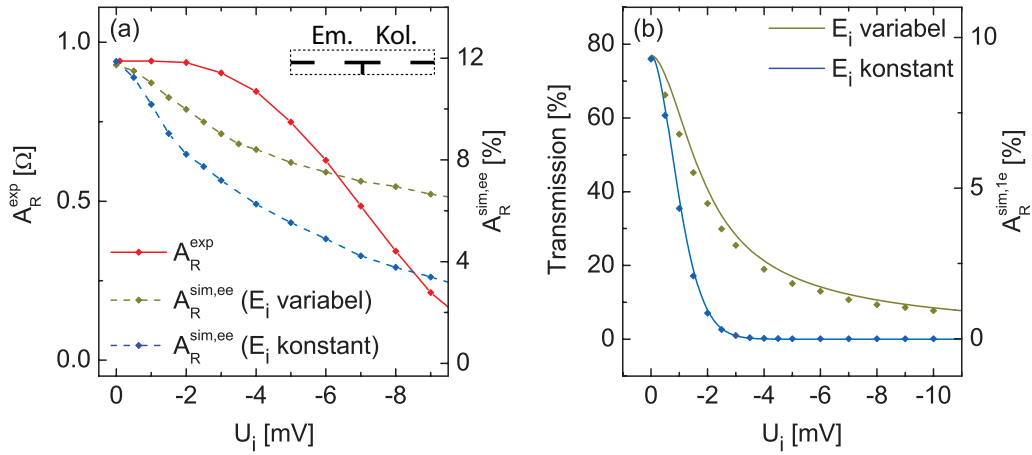 (a)
Em. Kol.
1.0
0.5
0.0
A_R^exp [Ω]
12
8
4
0
A_R^sim,ee [%]
A_R^exp
A_R^sim,ee (E_i variabel)
A_R^sim,ee (E_i konstant)
0 -2 -4 -6 -8
U_i [mV]
(b)
E_i variabel
E_i konstant
80
60
40
20
0
Transmission [%]
10
5
0
A_R^sim,1e [%]
0 -2 -4 -6 -8 -10
U_i [mV]